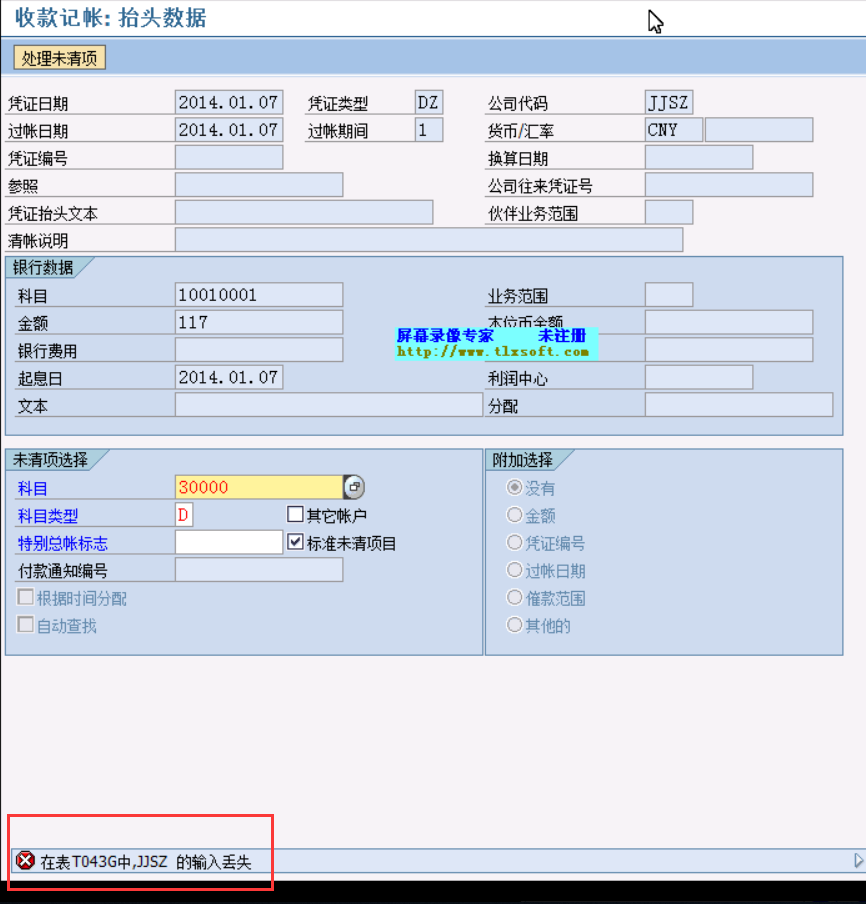 收款记帐: 抬头数据
处理未清项
凭证日期 2014.01.07 凭证类型 DZ 公司代码 JJSZ
过帐日期 2014.01.07 过帐期间 1 货币/汇率 CNY
凭证编号 换算日期
参照 公司往来凭证号
凭证抬头文本 伙伴业务范围
清帐说明
银行数据
科目 10010001 业务范围
金额 117 本位币金额
屏幕录像专家 未注册
银行费用 http://www.tlxsoft.com
起息日 2014.01.07 利润中心
文本 分配
未清项选择 附加选择
科目 30000 没有
科目类型 D 其它帐户 金额
特别总帐标志 标准未清项目 凭证编号
付款通知编号 过帐日期
根据时间分配 催款范围
自动查找 其他的
在表T043G中,JJSZ 的输入丢失